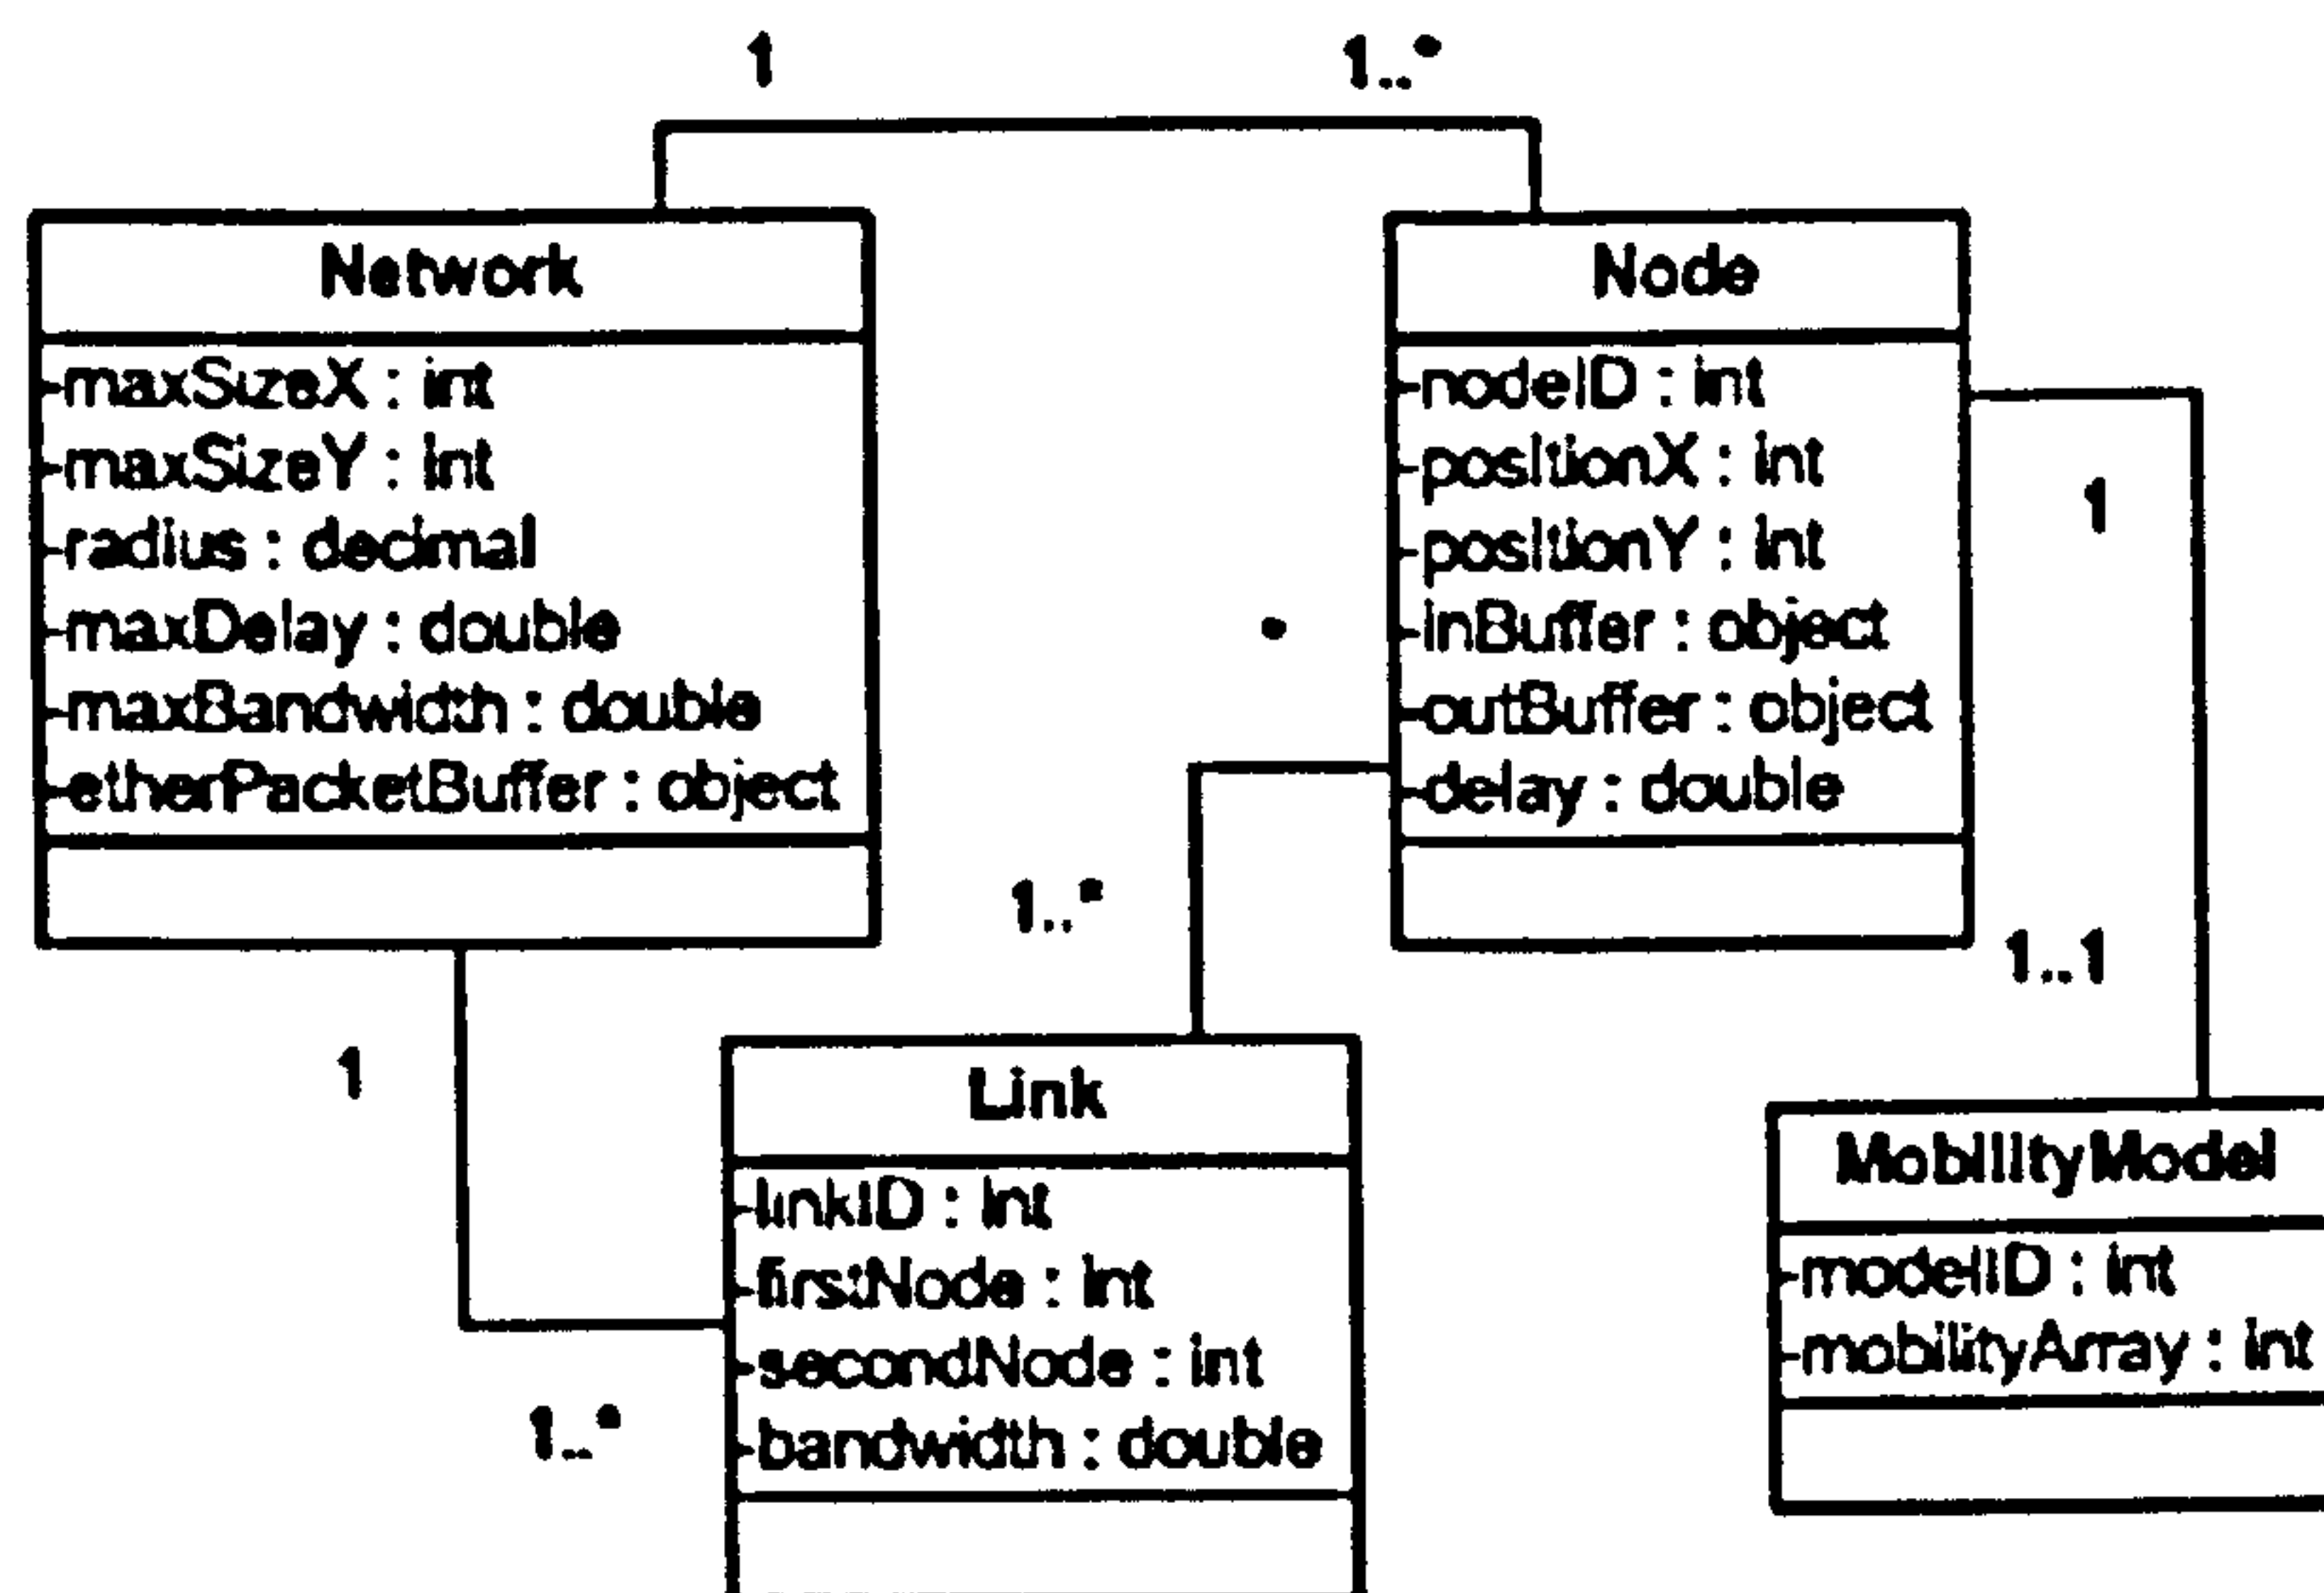 1
1..*
Network
-maxSizeX : int
-maxSizeY : int
-radius : decimal
-maxDelay : double
-maxBandwidth : double
-etherPacketBuffer : object
Node
-nodeID : int
-positionX : int
-positionY : int
-inBuffer : object
-outBuffer : object
-delay : double
1
*
1..*
1..1
1
1..*
Link
-linkID : int
-firstNode : int
-secondNode : int
-bandwidth : double
MobilityModel
-modelID : int
-mobilityArray : int